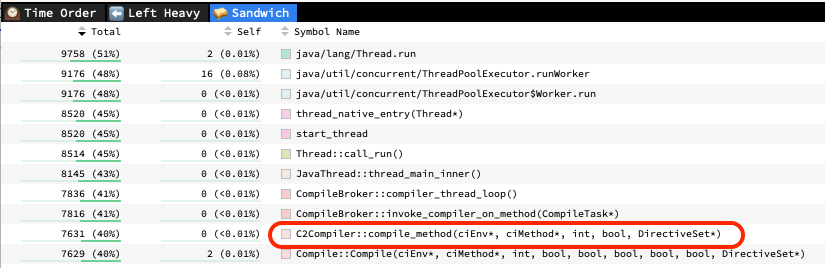 Time Order Left Heavy Sandwich
Total Self Symbol Name
9758 (51%) 2 (0.01%) java/lang/Thread.run
9176 (48%) 16 (0.08%) java/util/concurrent/ThreadPoolExecutor.runWorker
9176 (48%) 0 (<0.01%) java/util/concurrent/ThreadPoolExecutor$Worker.run
8520 (45%) 0 (<0.01%) thread_native_entry(Thread*)
8520 (45%) 0 (<0.01%) start_thread
8514 (45%) 0 (<0.01%) Thread::call_run()
8145 (43%) 0 (<0.01%) JavaThread::thread_main_inner()
7836 (41%) 0 (<0.01%) CompileBroker::compiler_thread_loop()
7816 (41%) 0 (<0.01%) CompileBroker::invoke_compiler_on_method(CompileTask*)
7631 (40%) 0 (<0.01%) C2Compiler::compile_method(ciEnv*, ciMethod*, int, bool, DirectiveSet*)
7629 (40%) 2 (0.01%) Compile::Compile(ciEnv*, ciMethod*, int, bool, bool, bool, bool, bool, DirectiveSet*)